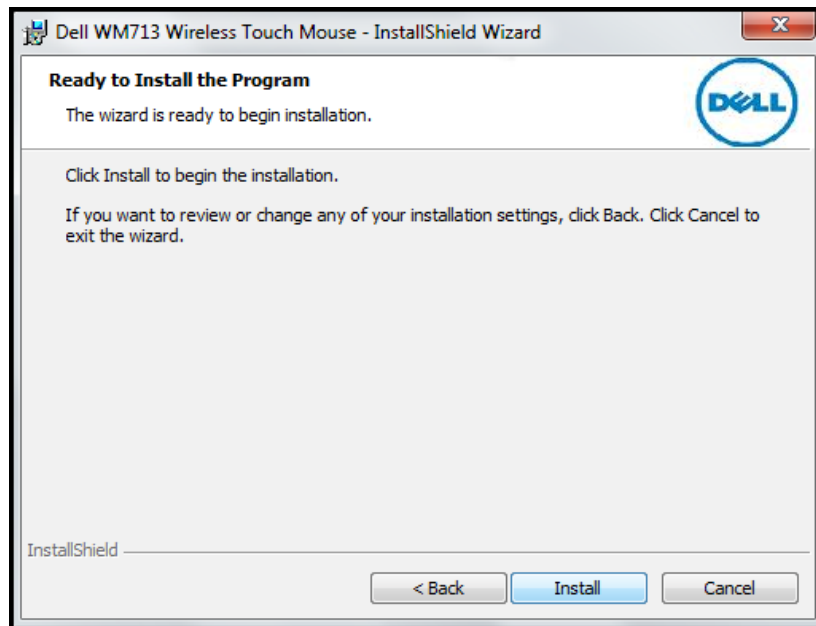 Dell WM713 Wireless Touch Mouse - InstallShield Wizard
Ready to Install the Program
The wizard is ready to begin installation.
DELL
Click Install to begin the installation.
If you want to review or change any of your installation settings, click Back. Click Cancel to
exit the wizard.
InstallShield
< Back
Install
Cancel